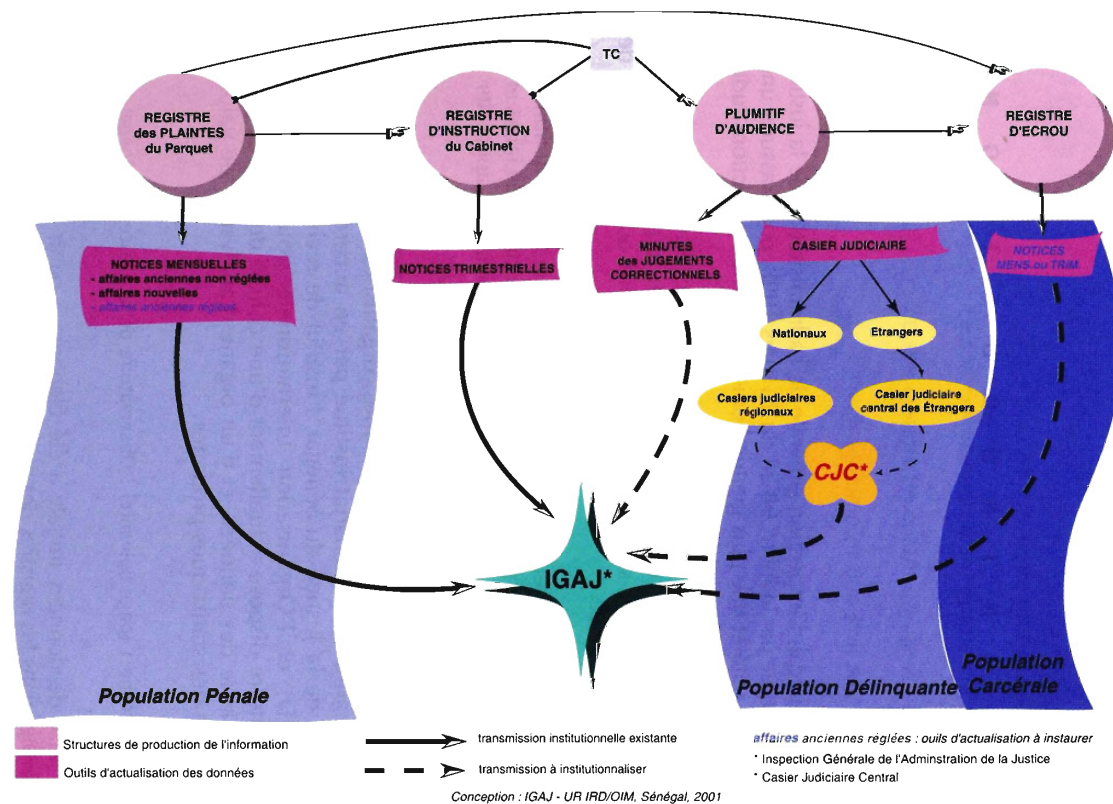 TC
REGISTRE
des PLAINTES
du Parquet
REGISTRE
D'INSTRUCTION
du Cabinet
PLUMITIF
D'AUDIENCE
REGISTRE
D'ECROU
NOTICES MENSUELLES
- affaires anciennes non réglées
- affaires nouvelles
- affaires anciennes réglées
NOTICES TRIMESTRIELLES
MINUTES
des JUGEMENTS
CORRECTIONNELS
CASIER JUDICIAIRE
NOTICES
MENS. ou TRIM.
Nationaux
Étrangers
Casiers judiciaires
régionaux
Casier judiciaire
central des Étrangers
CJC*
IGAJ*
Population Pénale
Population Délinquante
Population
Carcérale
Structures de production de l'information
Outils d'actualisation des données
transmission institutionnelle existante
transmission à institutionnaliser
affaires anciennes réglées : outils d'actualisation à instaurer
* Inspection Générale de l'Adminstration de la Justice
* Casier Judiciaire Central
Conception : IGAJ - UR IRD/OIM, Sénégal, 2001